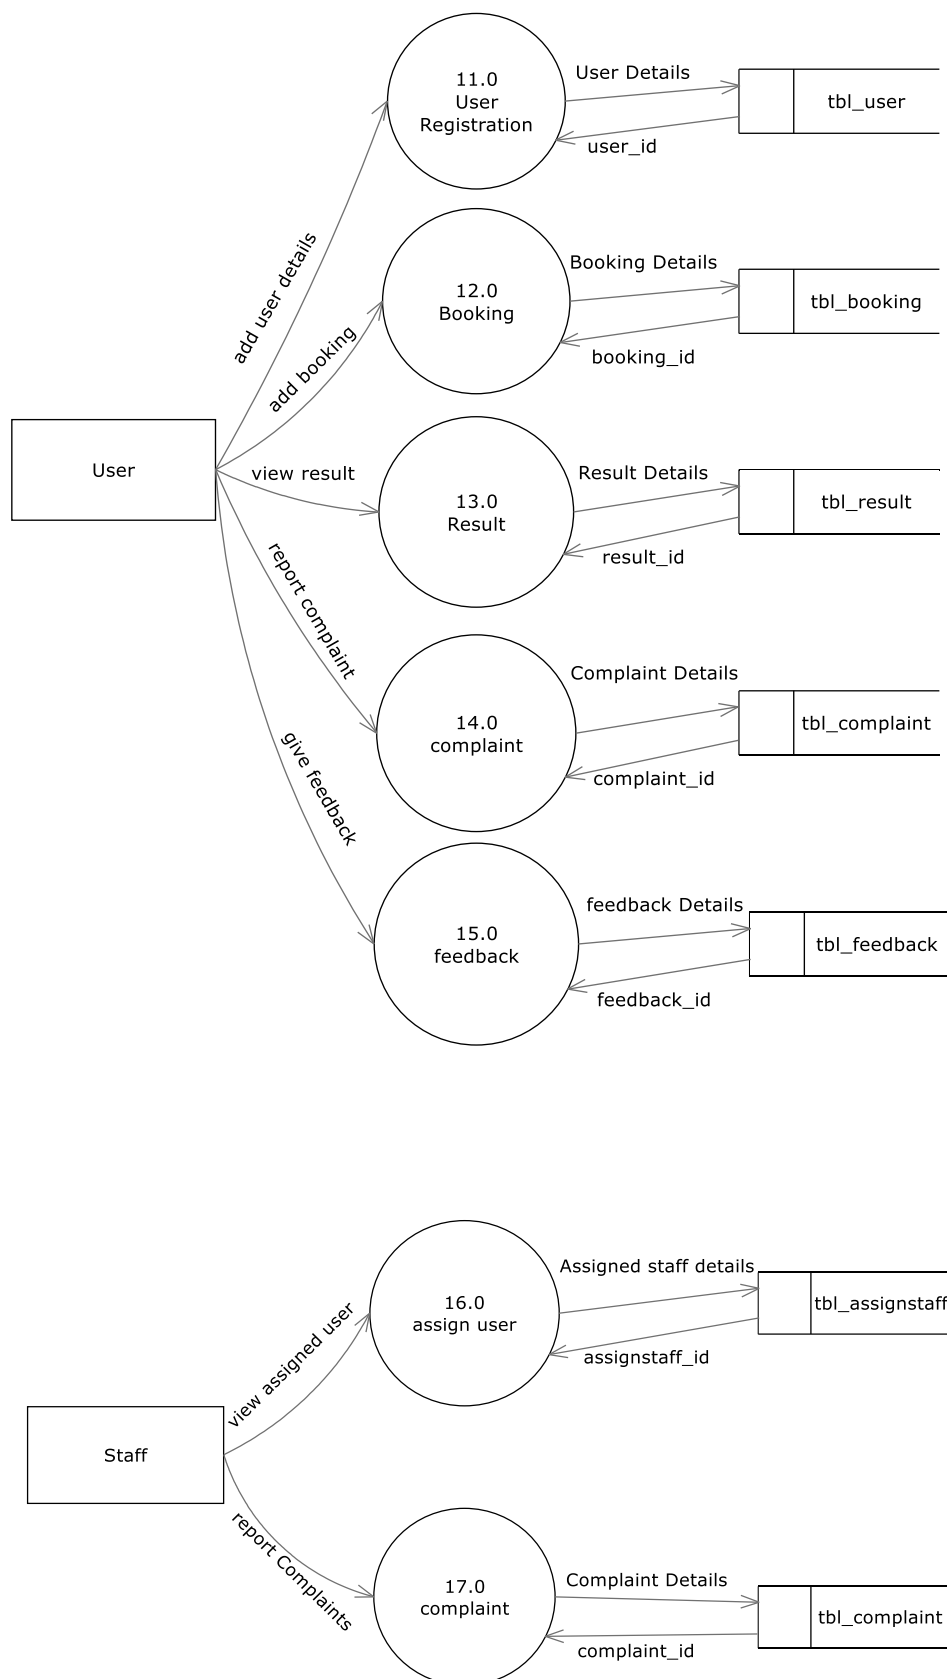 11.0
User
Registration
User Details
tbl_user
user_id
add user details
12.0
Booking
Booking Details
tbl_booking
booking_id
add booking
User
view result
13.0
Result
Result Details
tbl_result
result_id
report complaint
14.0
complaint
Complaint Details
tbl_complaint
complaint_id
give feedback
15.0
feedback
feedback Details
tbl_feedback
feedback_id
16.0
assign user
Assigned staff details
tbl_assignstaff
assignstaff_id
view assigned user
Staff
report Complaints
17.0
complaint
Complaint Details
tbl_complaint
complaint_id